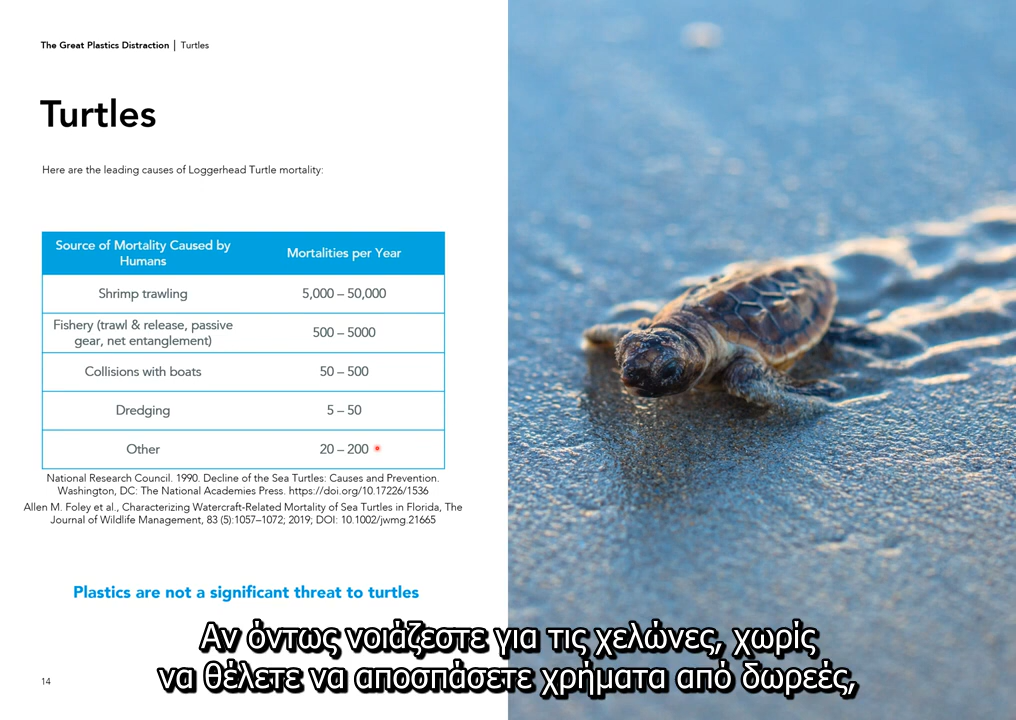 The Great Plastics Distraction | Turtles
Turtles
Here are the leading causes of Loggerhead Turtle mortality:
Source of Mortality Caused by
Humans
Mortalities per Year
Shrimp trawling
5,000 – 50,000
Fishery (trawl & release, passive
gear, net entanglement)
500 – 5000
Collisions with boats
50 – 500
Dredging
5 – 50
Other
20 – 200
National Research Council. 1990. Decline of the Sea Turtles: Causes and Prevention.
Washington, DC: The National Academies Press. https://doi.org/10.17226/1536
Allen M. Foley et al., Characterizing Watercraft-Related Mortality of Sea Turtles in Florida, The
Journal of Wildlife Management, 83 (5):1057–1072; 2019; DOI: 10.1002/jwmg.21665
Plastics are not a significant threat to turtles
Αν όντως νοιάζεστε για τις χελώνες, χωρίς
να θέλετε να αποσπάσετε χρήματα από δωρεές,
14